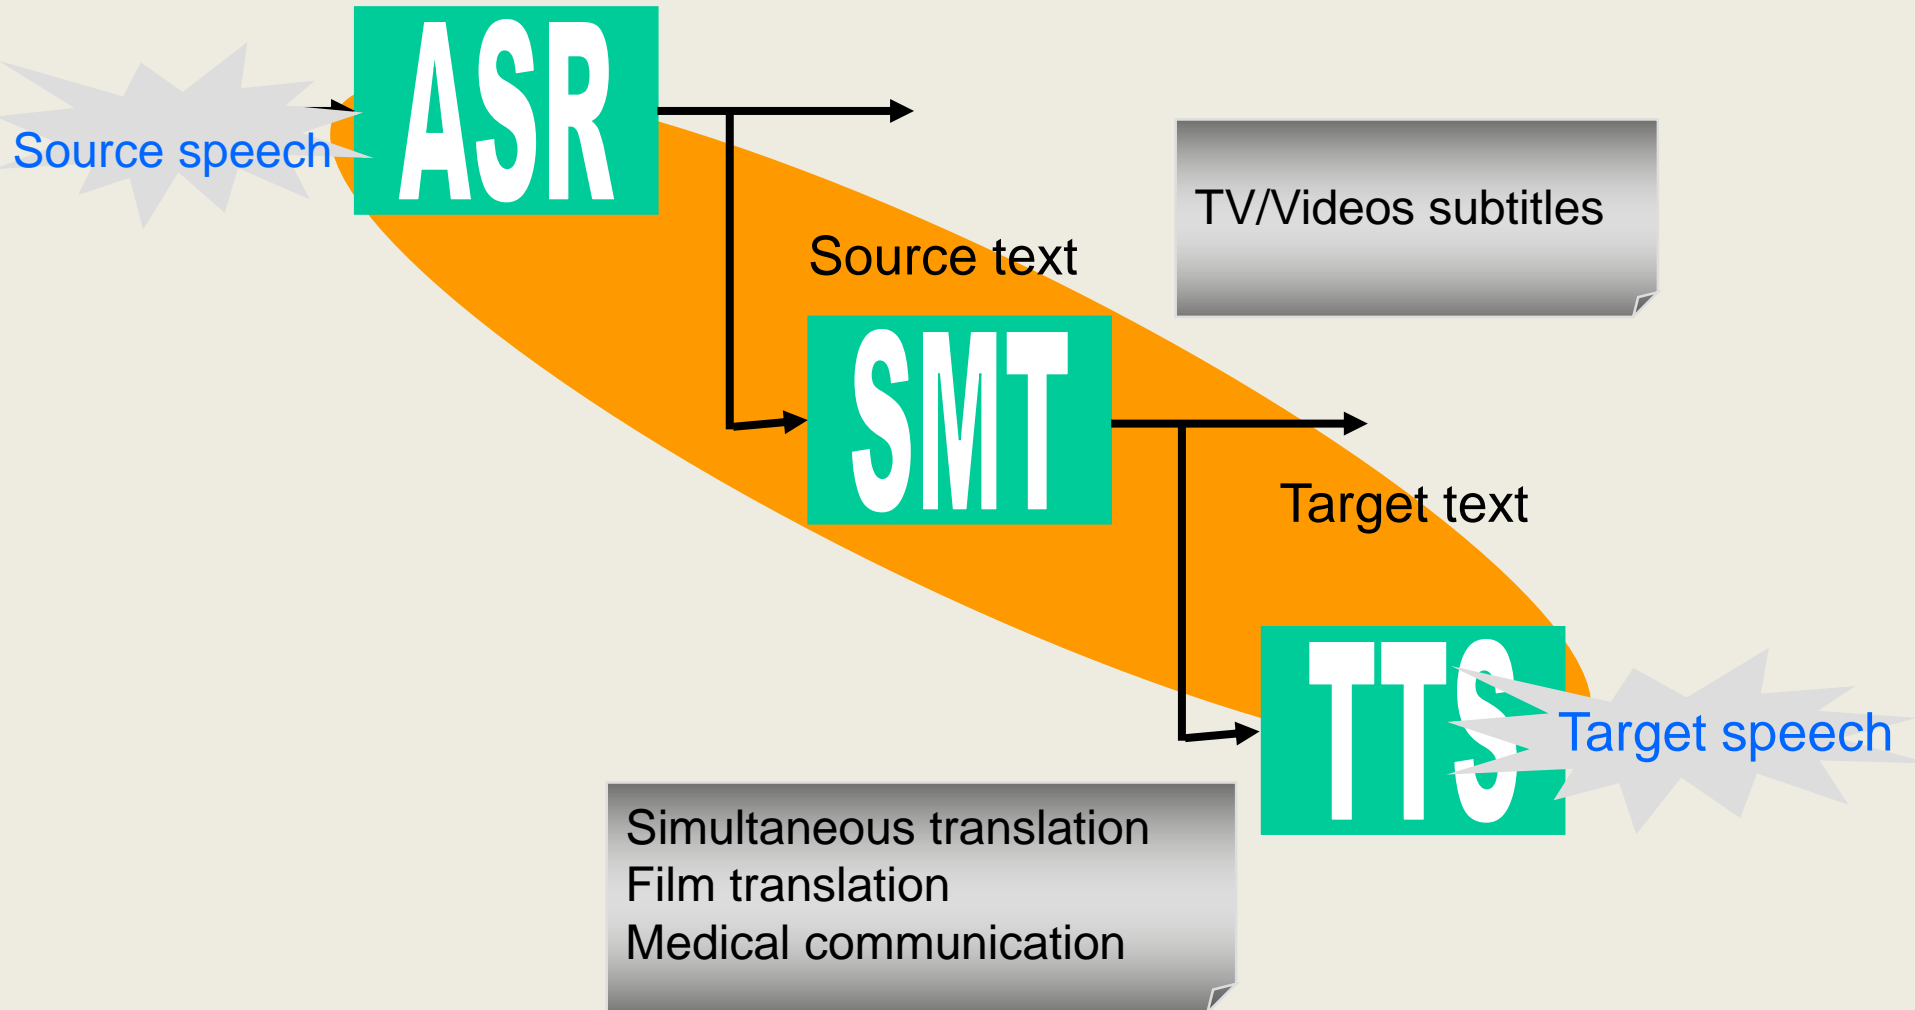 ASR
Source speech
TV/Videos subtitles
Source text
SMT
Target text
TTS
Target speech
Simultaneous translation
Film translation
Medical communication